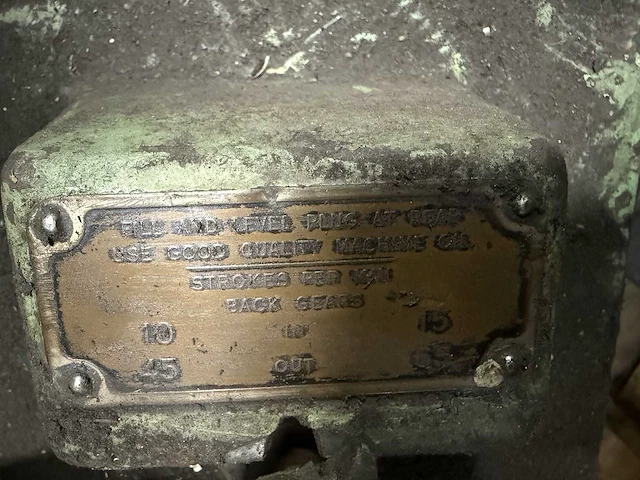 FILL AND LEVEL PLUG AT REAR
USE GOOD QUALITY MACHINE OIL
STROKES PER MIN
BACK GEARS
10 IN 15
45 OUT